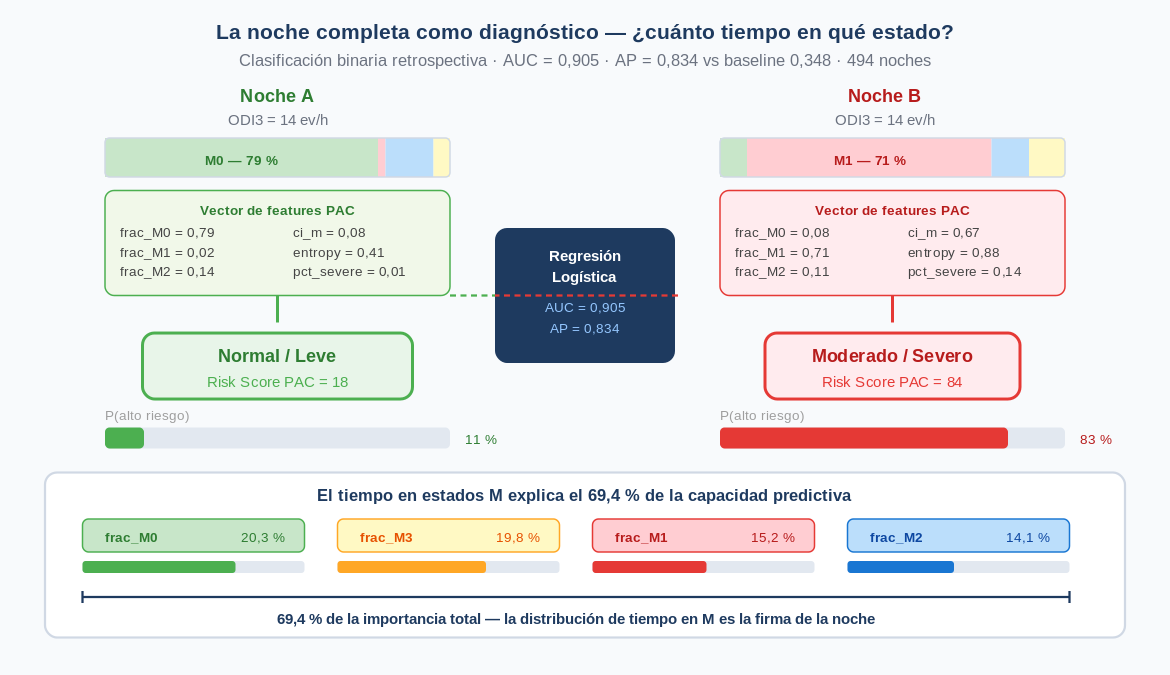 La noche completa como diagnóstico — ¿cuánto tiempo en qué estado?
Clasificación binaria retrospectiva · AUC = 0,905 · AP = 0,834 vs baseline 0,348 · 494 noches
Noche A
ODI3 = 14 ev/h
M0 — 79 %
Vector de features PAC
frac_M0 = 0,79
ci_m = 0,08
frac_M1 = 0,02
entropy = 0,41
frac_M2 = 0,14
pct_severe = 0,01
Normal / Leve
Risk Score PAC = 18
P(alto riesgo)
11 %
Regresión
Logística
AUC = 0,905
AP = 0,834
Noche B
ODI3 = 14 ev/h
M1 — 71 %
Vector de features PAC
frac_M0 = 0,08
ci_m = 0,67
frac_M1 = 0,71
entropy = 0,88
frac_M2 = 0,11
pct_severe = 0,14
Moderado / Severo
Risk Score PAC = 84
P(alto riesgo)
83 %
El tiempo en estados M explica el 69,4 % de la capacidad predictiva
frac_M0 20,3 %
frac_M3 19,8 %
frac_M1 15,2 %
frac_M2 14,1 %
69,4 % de la importancia total — la distribución de tiempo en M es la firma de la noche